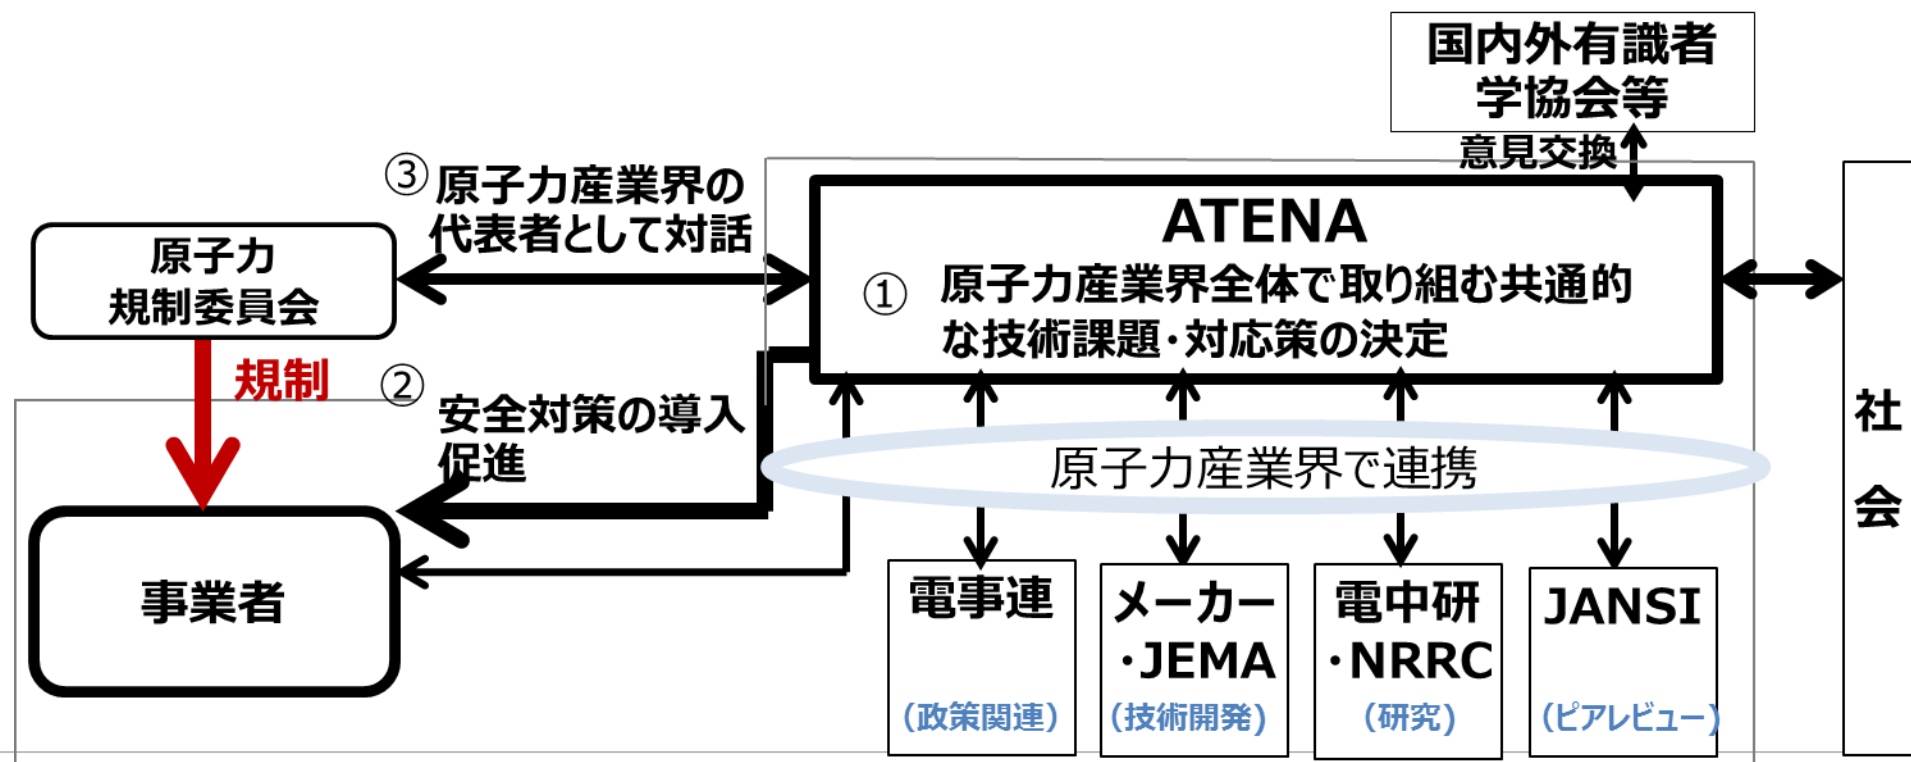 国内外有識者
学協会等
意見交換
③
原子力産業界の
代表者として対話
原子力
規制委員会
ATENA
①
原子力産業界全体で取り組む共通的
な技術課題・対応策の決定
規制
②
安全対策の導入
促進
社
会
原子力産業界で連携
事業者
電事連
(政策関連)
メーカー
・JEMA
(技術開発)
電中研
・NRRC
(研究)
JANSI
(ピアレビュー)